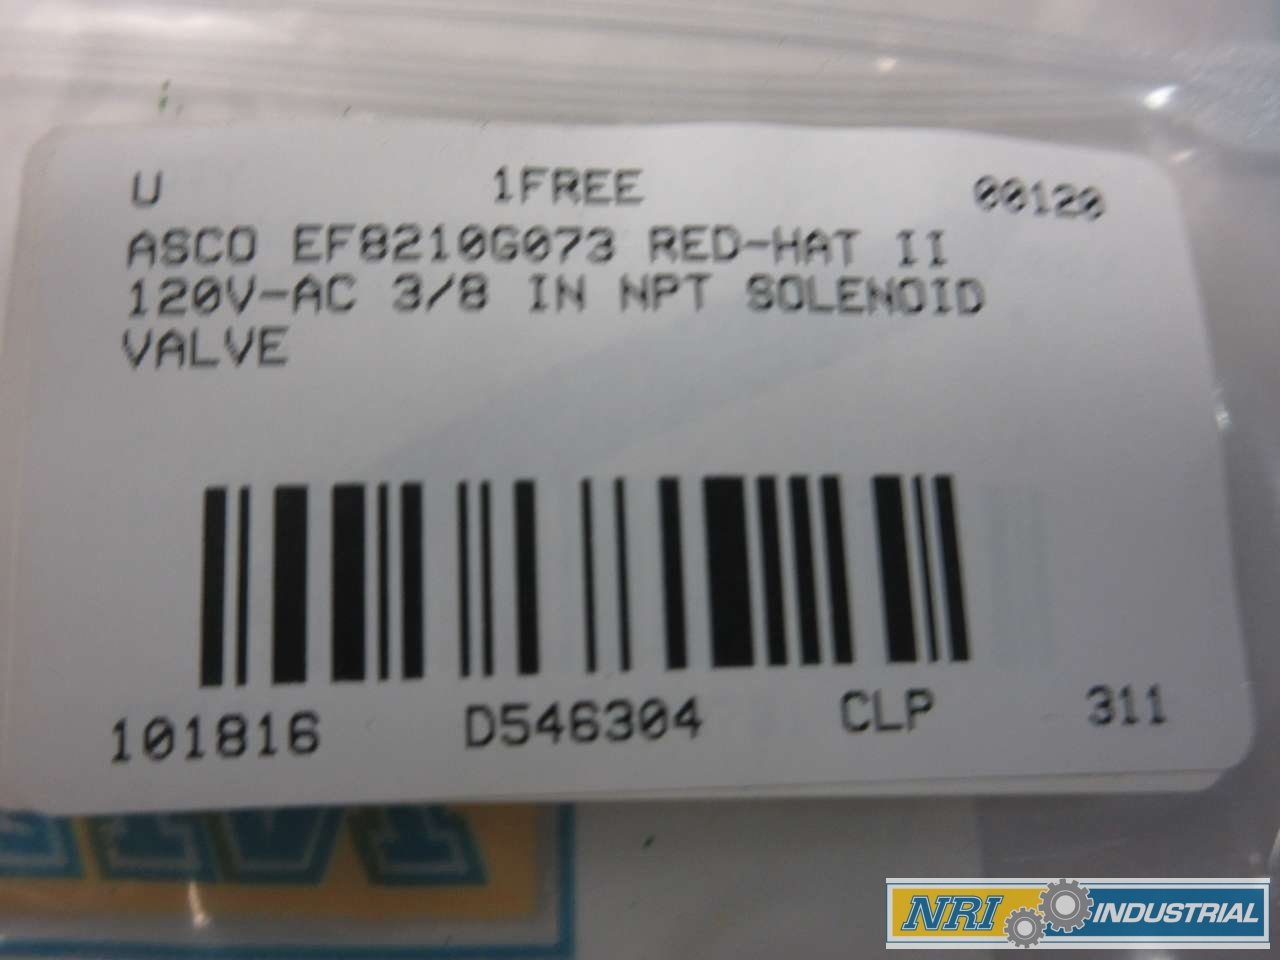 U 1FREE 00120
ASCO EF8210G073 RED-HAT II
120V-AC 3/8 IN NPT SOLENOID
VALVE
101816 D546304 CLP 311
NRI INDUSTRIAL